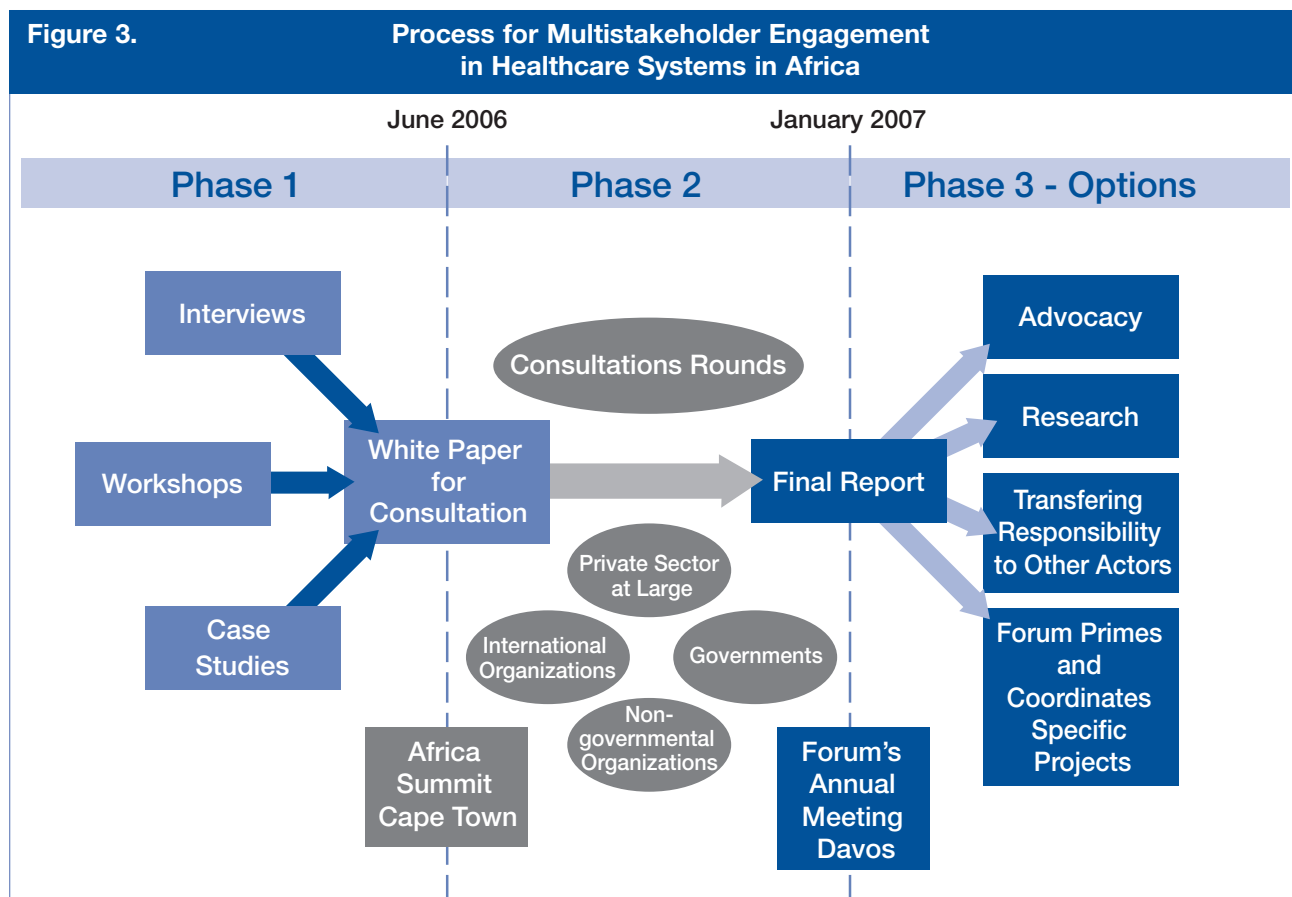 Figure 3.
Process for Multistakeholder Engagement
in Healthcare Systems in Africa
June 2006
January 2007
Phase 1
Phase 2
Phase 3 - Options
Interviews
Workshops
Case
Studies
White Paper
for
Consultation
Africa
Summit
Cape Town
Consultations Rounds
Private Sector
at Large
International
Organizations
Governments
Non-
governmental
Organizations
Final Report
Forum's
Annual
Meeting
Davos
Advocacy
Research
Transfering
Responsibility
to Other Actors
Forum Primes
and
Coordinates
Specific
Projects